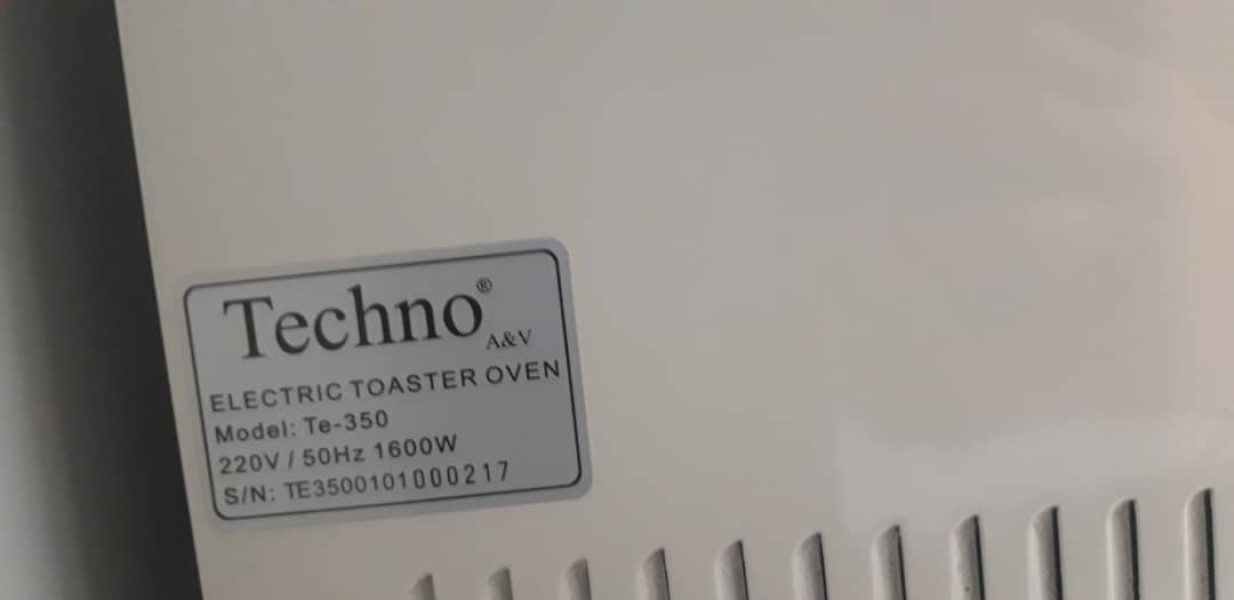 Techno®
A&V
ELECTRIC TOASTER OVEN
Model: Te-350
220V / 50Hz 1600W
S/N: TE3500101000217